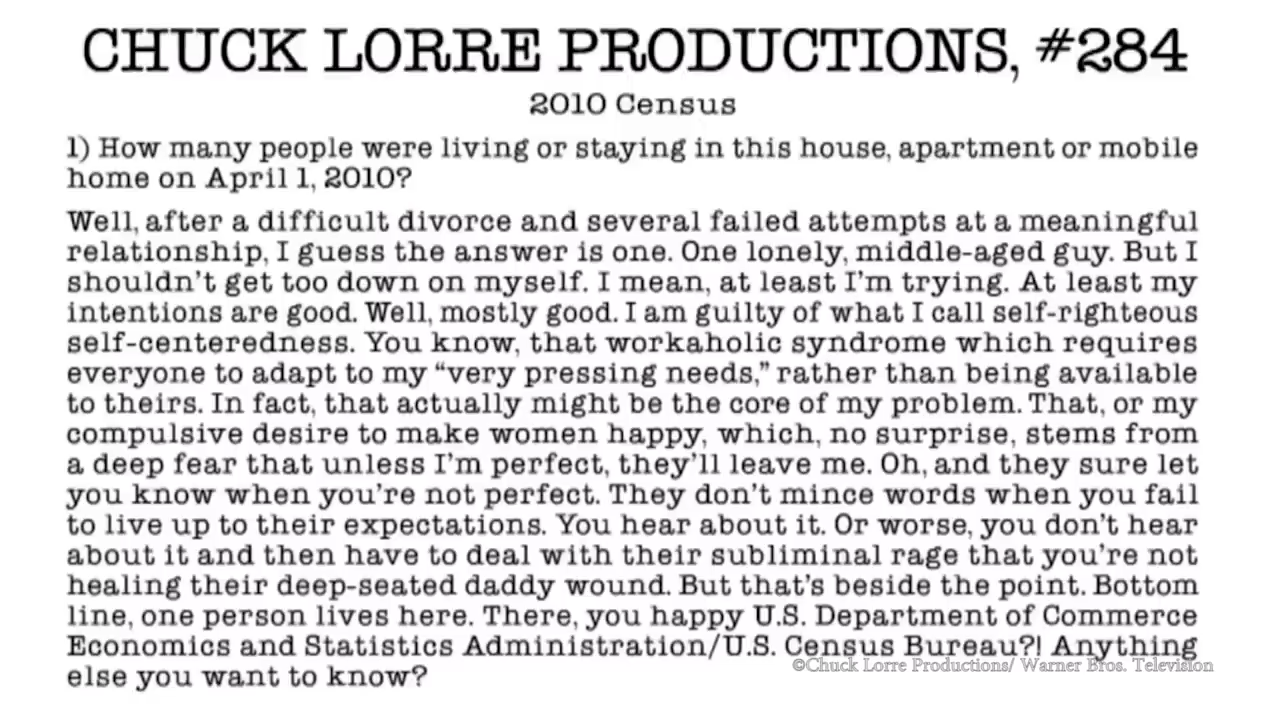 CHUCK LORRE PRODUCTIONS, #284
2010 Census
1) How many people were living or staying in this house, apartment or mobile
home on April 1, 2010?
Well, after a difficult divorce and several failed attempts at a meaningful
relationship, I guess the answer is one. One lonely, middle-aged guy. But I
shouldn't get too down on myself. I mean, at least I'm trying. At least my
intentions are good. Well, mostly good. I am guilty of what I call self-righteous
self-centeredness. You know, that workaholic syndrome which requires
everyone to adapt to my “very pressing needs,” rather than being available
to theirs. In fact, that actually might be the core of my problem. That, or my
compulsive desire to make women happy, which, no surprise, stems from
a deep fear that unless I'm perfect, they'll leave me. Oh, and they sure let
you know when you're not perfect. They don't mince words when you fail
to live up to their expectations. You hear about it. Or worse, you don't hear
about it and then have to deal with their subliminal rage that you're not
healing their deep-seated daddy wound. But that's beside the point. Bottom
line, one person lives here. There, you happy U.S. Department of Commerce
Economics and Statistics Administration/U.S. Census Bureau?! Anything
else you want to know?
©Chuck Lorre Productions/ Warner Bros. Television